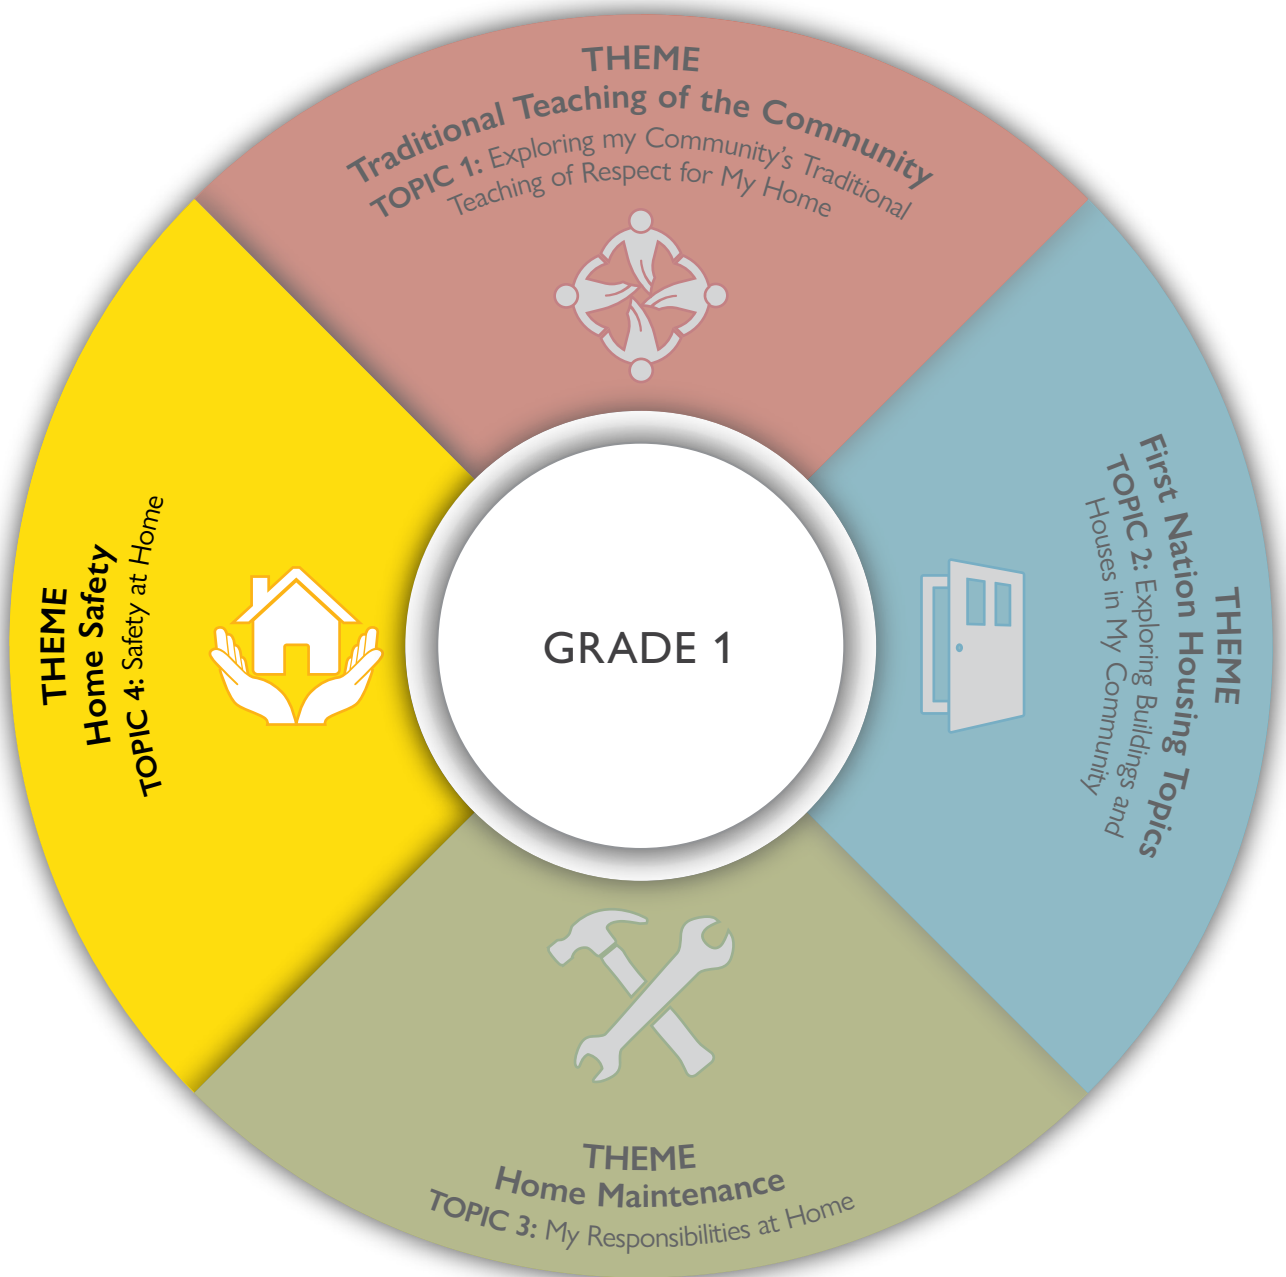 THEME
Traditional Teaching of the Community
TOPIC 1: Exploring my Community's Traditional
Teaching of Respect for My Home
THEME
First Nation Housing Topics
TOPIC 2: Exploring Buildings and
Houses in My Community
THEME
Home Maintenance
TOPIC 3: My Responsibilities at Home
THEME
Home Safety
TOPIC 4: Safety at Home
GRADE 1